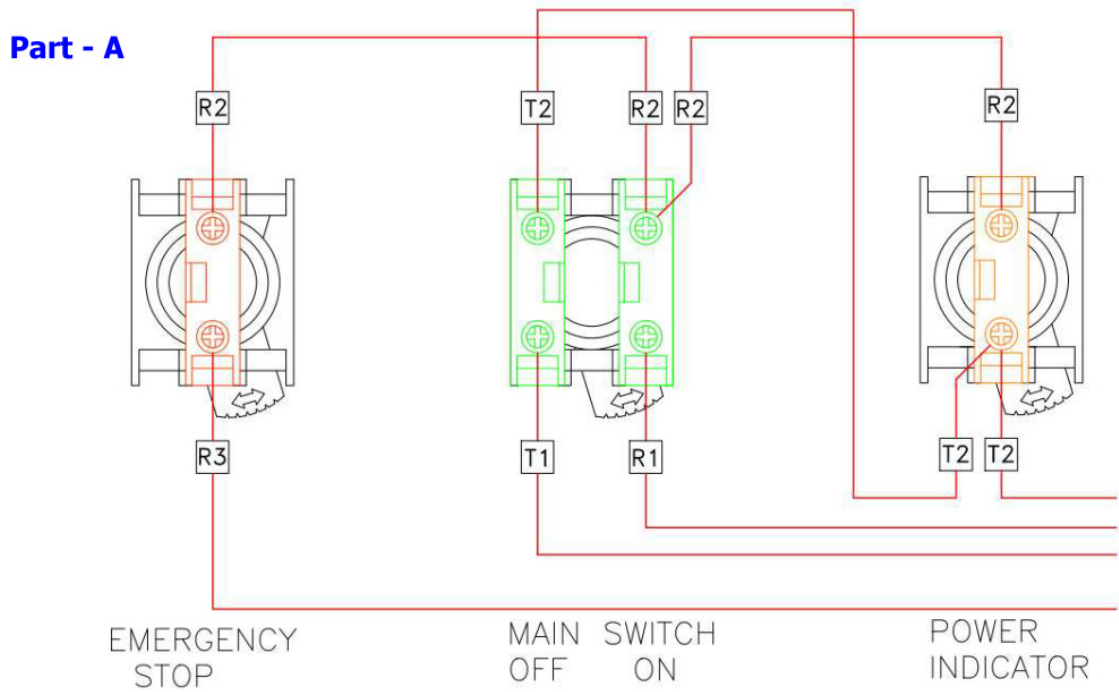 Part - A
R2
T2
R2
R2
R2
R3
T1
R1
T2
T2
EMERGENCY
STOP
MAIN SWITCH
OFF ON
POWER
INDICATOR